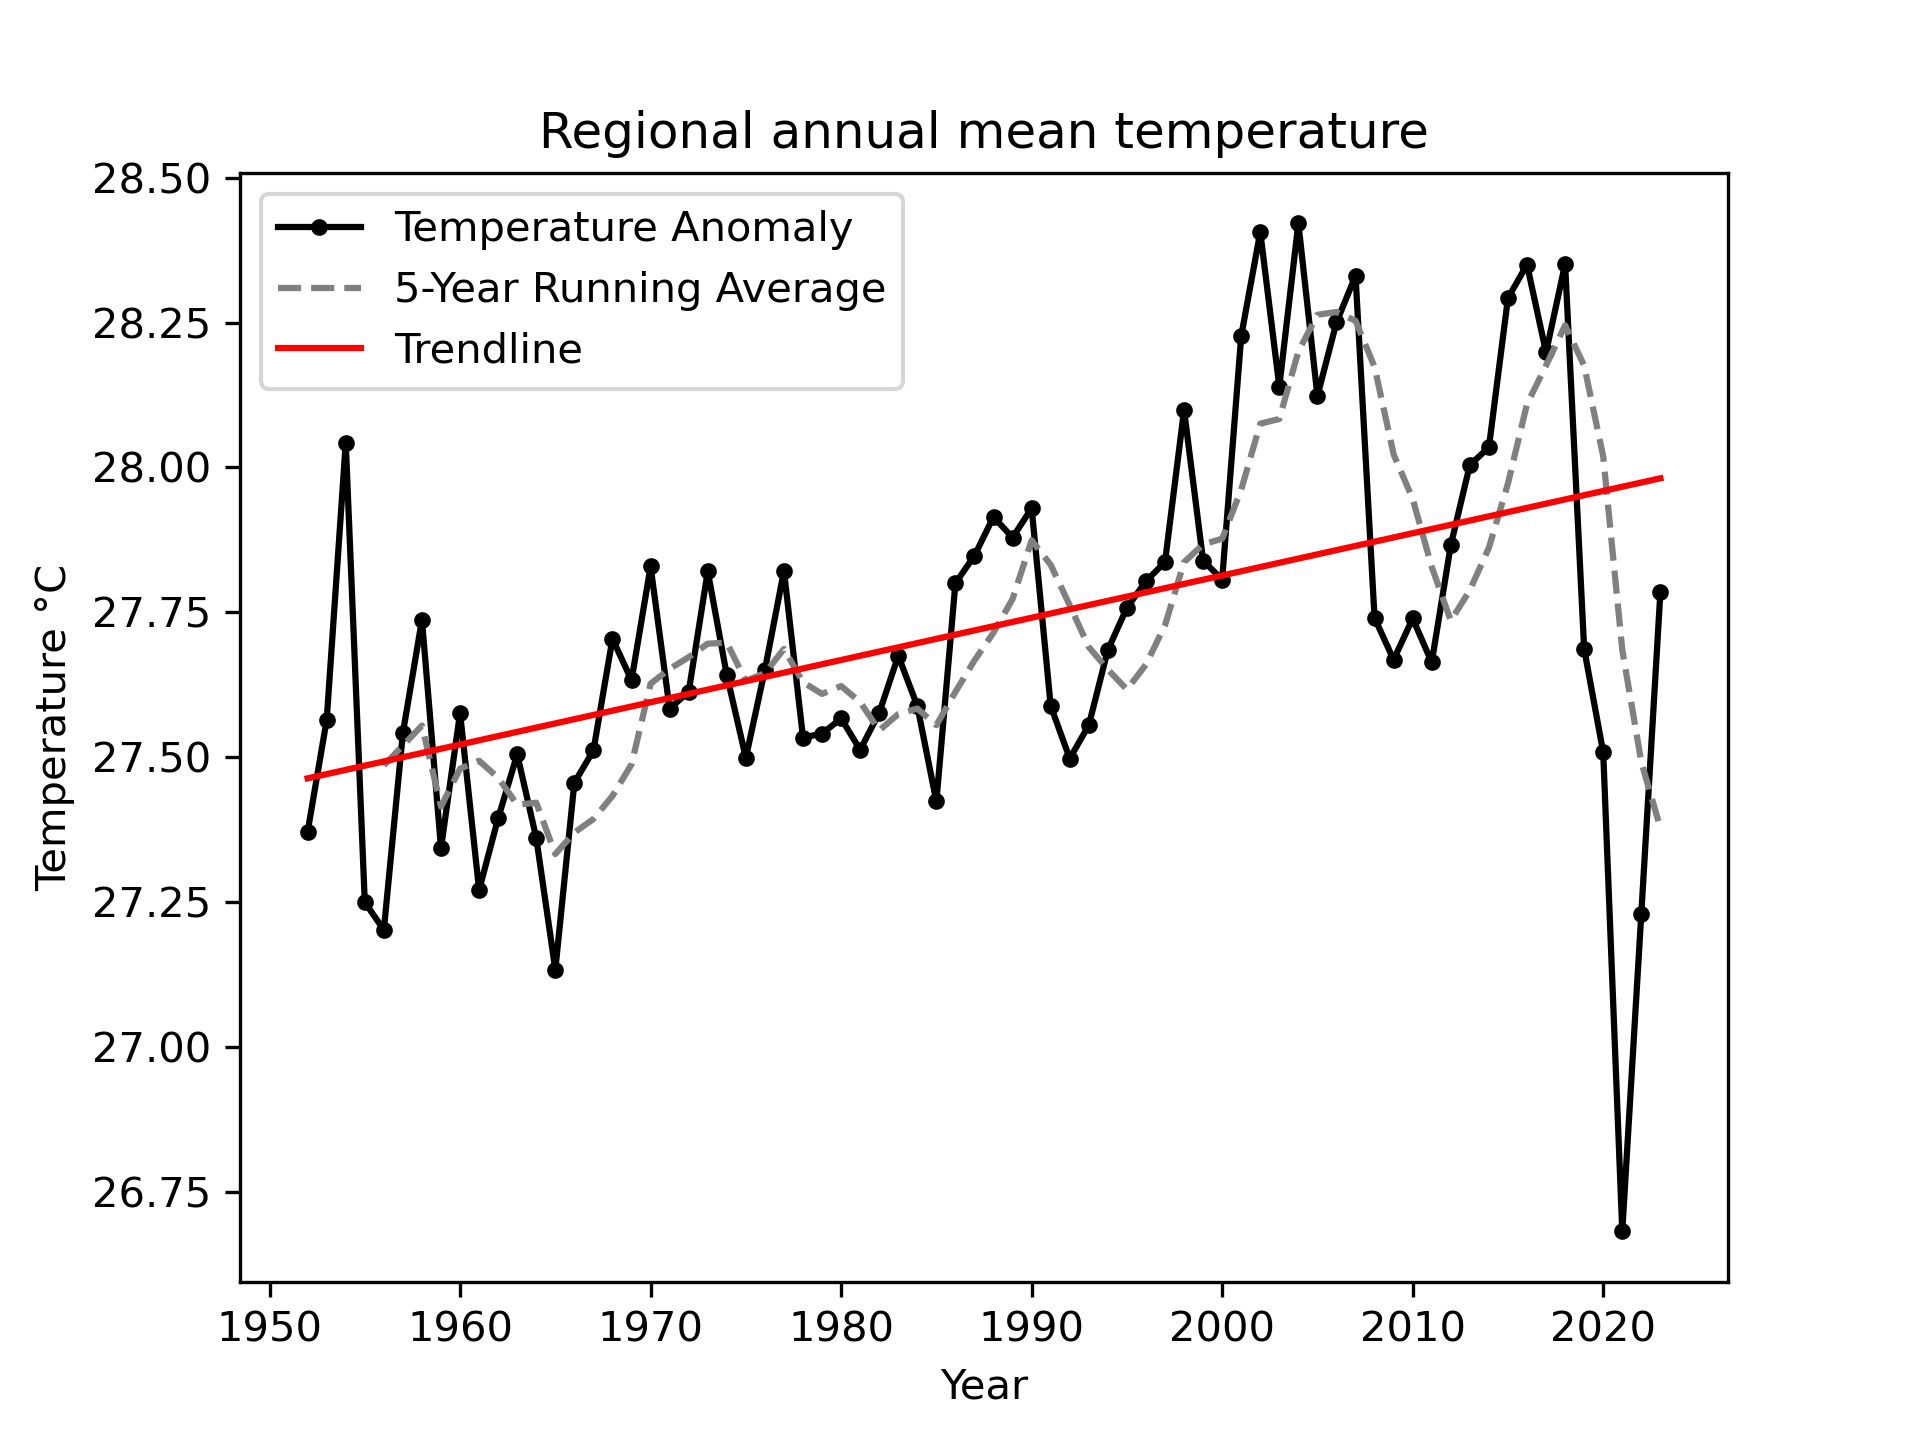 Regional annual mean temperature
28.50
28.25
28.00
27.75
27.50
27.25
27.00
26.75
Temperature °C
Temperature Anomaly
5-Year Running Average
Trendline
1950 1960 1970 1980 1990 2000 2010 2020
Year